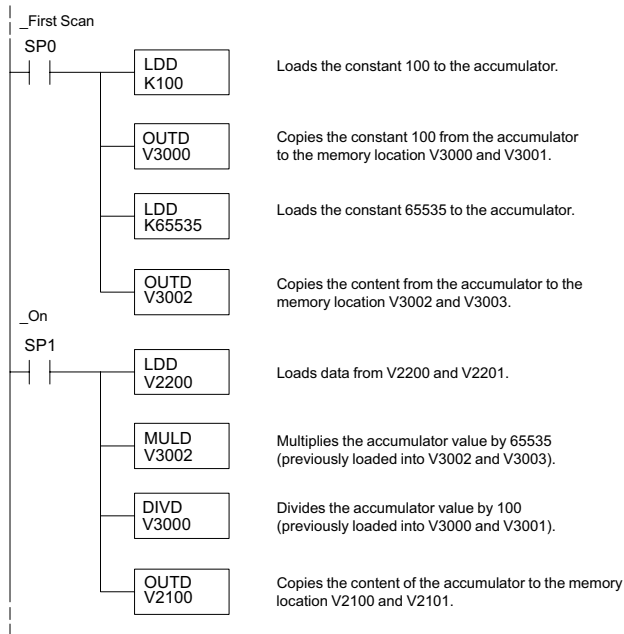 _First Scan
SP0
LDD
K100
Loads the constant 100 to the accumulator.
OUTD
V3000
Copies the constant 100 from the accumulator
to the memory location V3000 and V3001.
LDD
K65535
Loads the constant 65535 to the accumulator.
OUTD
V3002
Copies the content from the accumulator to the
memory location V3002 and V3003.
_On
SP1
LDD
V2200
Loads data from V2200 and V2201.
MULD
V3002
Multiplies the accumulator value by 65535
(previously loaded into V3002 and V3003).
DIVD
V3000
Divides the accumulator value by 100
(previously loaded into V3000 and V3001).
OUTD
V2100
Copies the content of the accumulator to the memory
location V2100 and V2101.